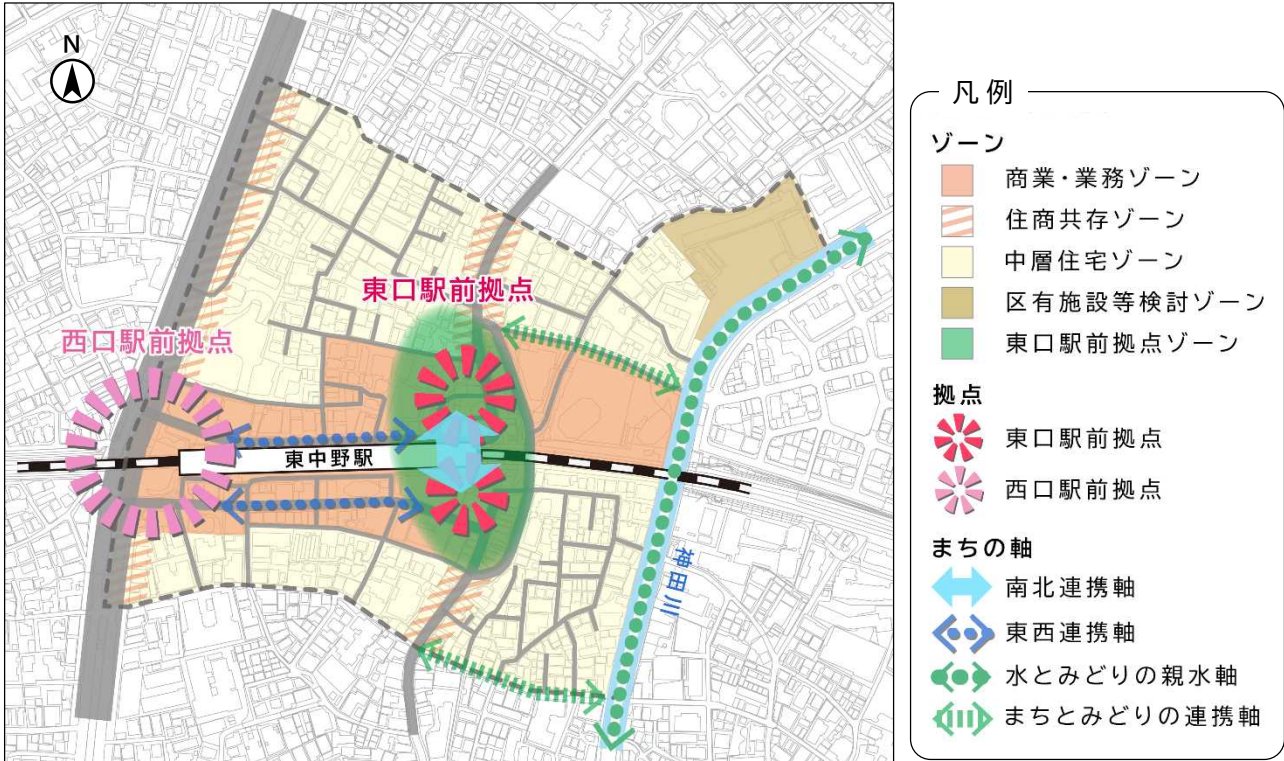 N
東口駅前拠点
西口駅前拠点
東中野駅
神田川
凡例
ゾーン
商業・業務ゾーン
住商共存ゾーン
中層住宅ゾーン
区有施設等検討ゾーン
東口駅前拠点ゾーン
拠点
東口駅前拠点
西口駅前拠点
まちの軸
南北連携軸
東西連携軸
水とみどりの親水軸
まちとみどりの連携軸